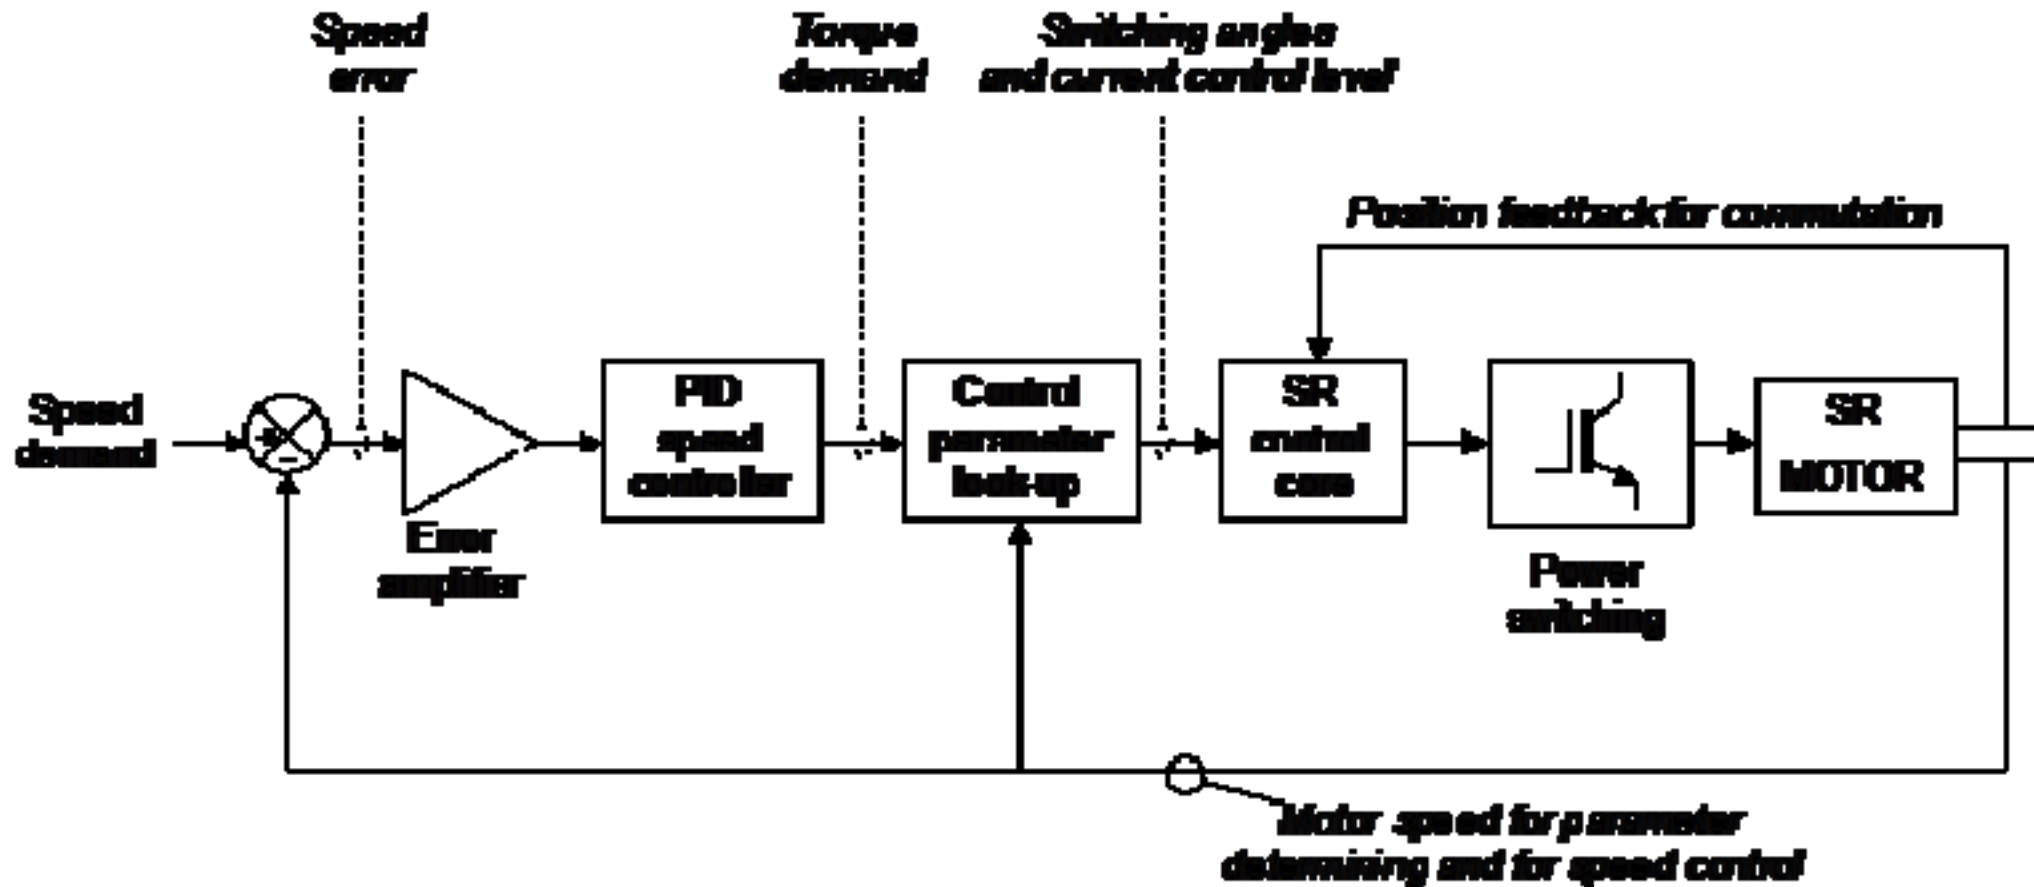 Speed
error
Torque
demand
Switching angles
and current control level
Position feedback for commutation
Speed
demand
+
-
Error
amplifier
PID
speed
controller
Control
parameter
look-up
SR
control
core
Power
switching
SR
MOTOR
Motor speed for parameter
determining and for speed control